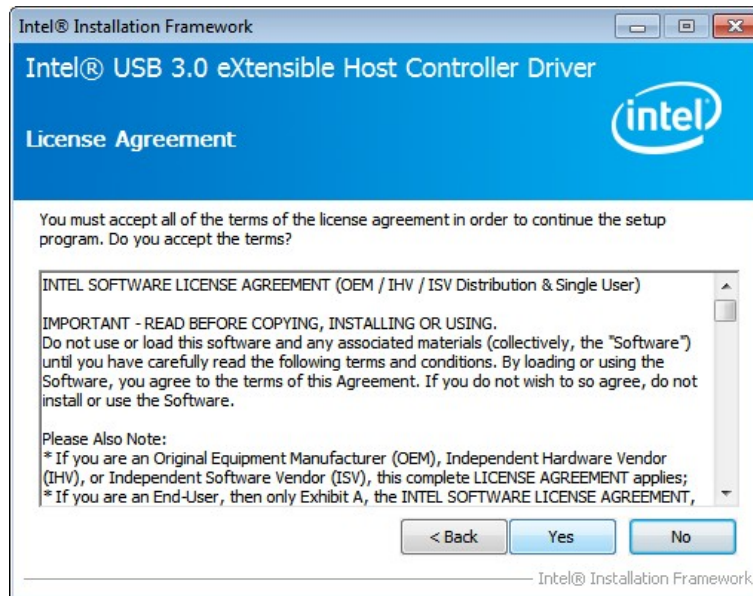 Intel® Installation Framework
Intel® USB 3.0 eXtensible Host Controller Driver
intel
License Agreement
You must accept all of the terms of the license agreement in order to continue the setup
program. Do you accept the terms?
INTEL SOFTWARE LICENSE AGREEMENT (OEM / IHV / ISV Distribution & Single User)
IMPORTANT - READ BEFORE COPYING, INSTALLING OR USING.
Do not use or load this software and any associated materials (collectively, the "Software")
until you have carefully read the following terms and conditions. By loading or using the
Software, you agree to the terms of this Agreement. If you do not wish to so agree, do not
install or use the Software.
Please Also Note:
* If you are an Original Equipment Manufacturer (OEM), Independent Hardware Vendor
(IHV), or Independent Software Vendor (ISV), this complete LICENSE AGREEMENT applies;
* If you are an End-User, then only Exhibit A, the INTEL SOFTWARE LICENSE AGREEMENT,
< Back Yes No
Intel® Installation Framework